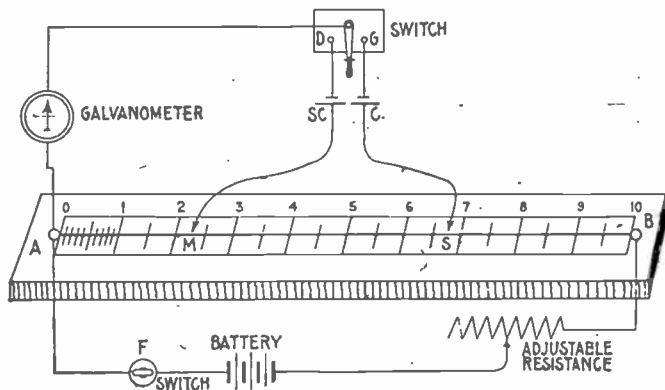 D G SWITCH
GALVANOMETER
SC C.
0 1 2 3 4 5 6 7 8 9 10
A M S B
F BATTERY
SWITCH
ADJUSTABLE
RESISTANCE